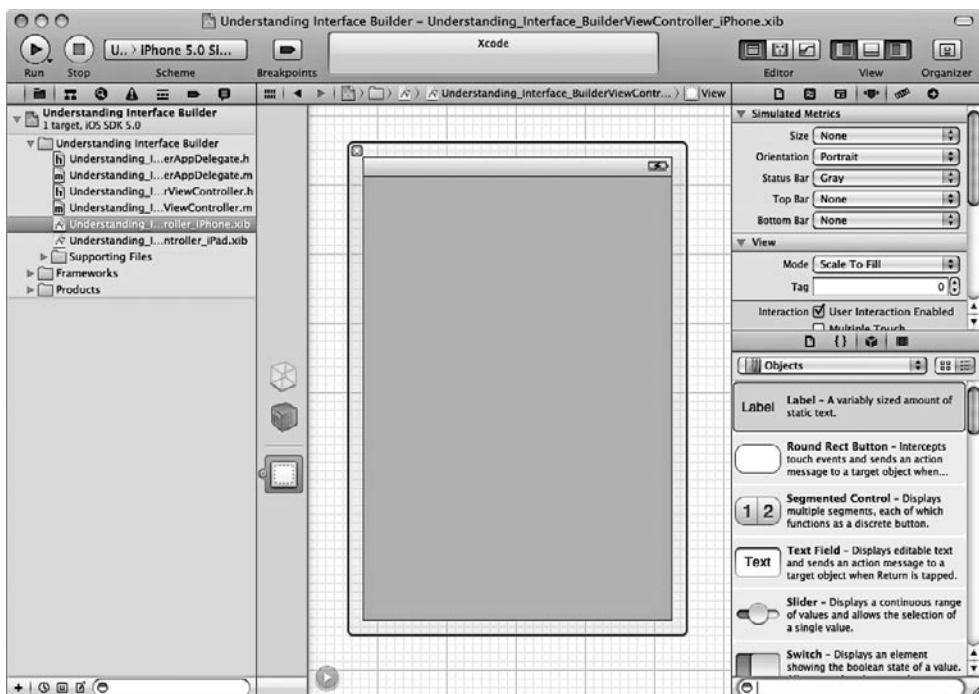 Understanding Interface Builder – Understanding_Interface_BuilderViewController_iPhone.xib
U.. 〉 iPhone 5.0 Si...
Xcode
Run
Stop
Scheme
Breakpoints
Editor
View
Organizer
Understanding_Interface_BuilderViewContr... 〉 View
Understanding Interface Builder
1 target, iOS SDK 5.0
Understanding Interface Builder
h Understanding_I...erAppDelegate.h
m Understanding_I...erAppDelegate.m
h Understanding_I...rViewController.h
m Understanding_I...ViewController.m
Understanding_I...roller_iPhone.xib
Understanding_I...ntroller_iPad.xib
Supporting Files
Frameworks
Products
Simulated Metrics
Size None
Orientation Portrait
Status Bar Gray
Top Bar None
Bottom Bar None
View
Mode Scale To Fill
Tag 0
Interaction User Interaction Enabled
Multiple Touch
{}
Objects
Label
Label – A variably sized amount of
static text.
Round Rect Button – Intercepts
touch events and sends an action
message to a target object when...
1 2
Segmented Control – Displays
multiple segments, each of which
functions as a discrete button.
Text
Text Field – Displays editable text
and sends an action message to a
target object when Return is tapped.
Slider – Displays a continuous range
of values and allows the selection of
a single value.
Switch – Displays an element
showing the boolean state of a value.